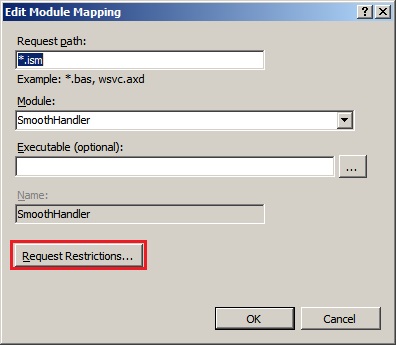 Edit Module Mapping
Request path:
*.ism
Example: *.bas, wsvc.axd
Module:
SmoothHandler
Executable (optional):
...
Name:
SmoothHandler
Request Restrictions...
OK Cancel